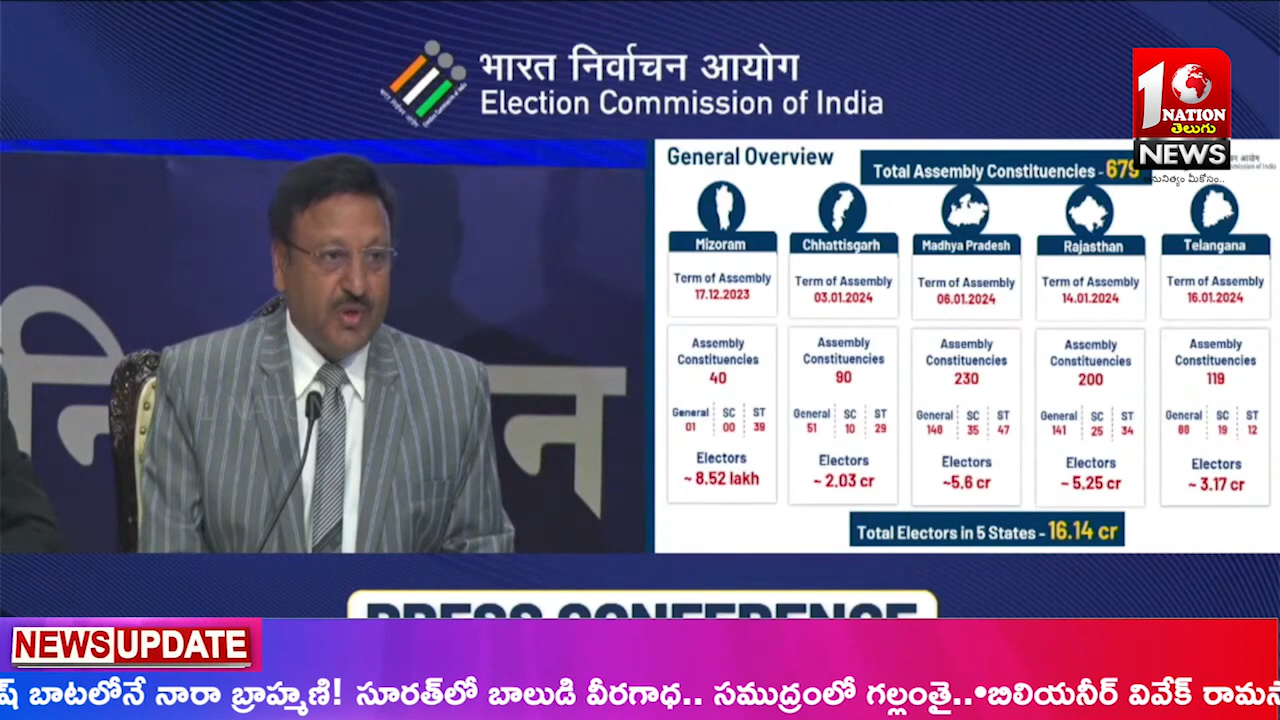 भारत निर्वाचन आयोग
Election Commission of India
1
NATION
తెలుగు
NEWS
General Overview
Total Assembly Constituencies - 679
Mizoram
Term of Assembly
17.12.2023
Assembly
Constituencies
40
General SC ST
01 00 39
Electors
~ 8.52 lakh
Chhattisgarh
Term of Assembly
03.01.2024
Assembly
Constituencies
90
General SC ST
51 10 29
Electors
~ 2.03 cr
Madhya Pradesh
Term of Assembly
06.01.2024
Assembly
Constituencies
230
General SC ST
148 35 47
Electors
~5.6 cr
Rajasthan
Term of Assembly
14.01.2024
Assembly
Constituencies
200
General SC ST
141 25 34
Electors
~ 5.25 cr
Telangana
Term of Assembly
16.01.2024
Assembly
Constituencies
119
General SC ST
88 19 12
Electors
~ 3.17 cr
Total Electors in 5 States - 16.14 cr
PRESS CONFERENCE
NEWS UPDATE
ష్ బాటలోనే నారా బ్రాహ్మణి! సూరత్‌లో బాలుడి వీరగాధ.. సముద్రంలో గల్లంతై..•బిలియనీర్ వివేక్